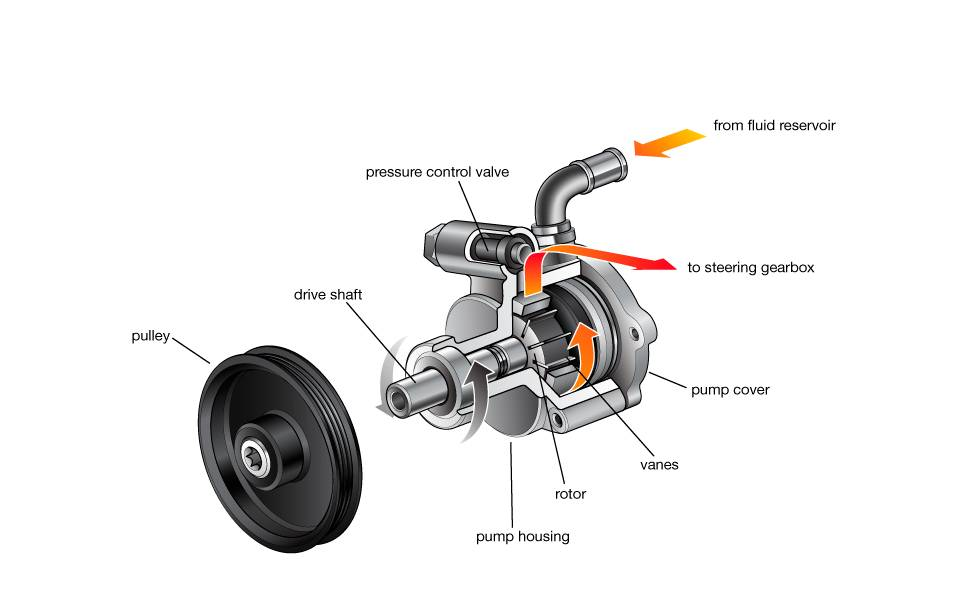 from fluid reservoir
pressure control valve
to steering gearbox
drive shaft
pulley
pump cover
vanes
rotor
pump housing